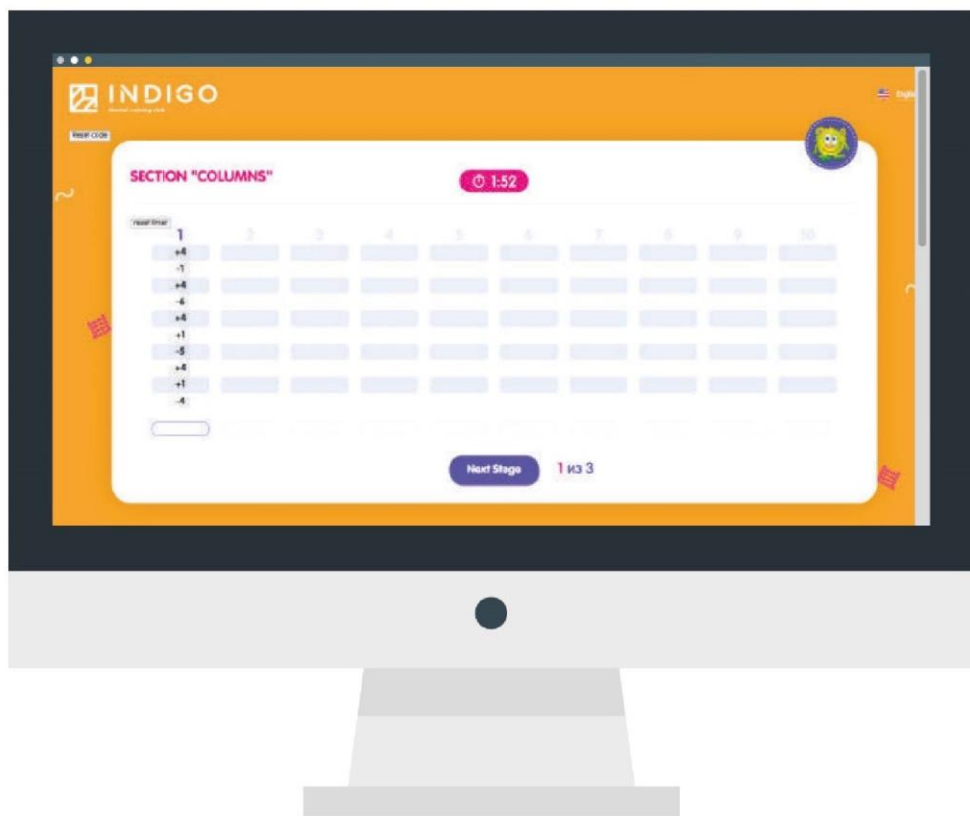 INDIGO
Reset code
SECTION "COLUMNS"
1:52
reset timer
1 2 3 4 5 6 7 8 9 10
+4
-1
+4
-6
+4
+1
-5
+4
+1
-4
Next Stage
1 из 3